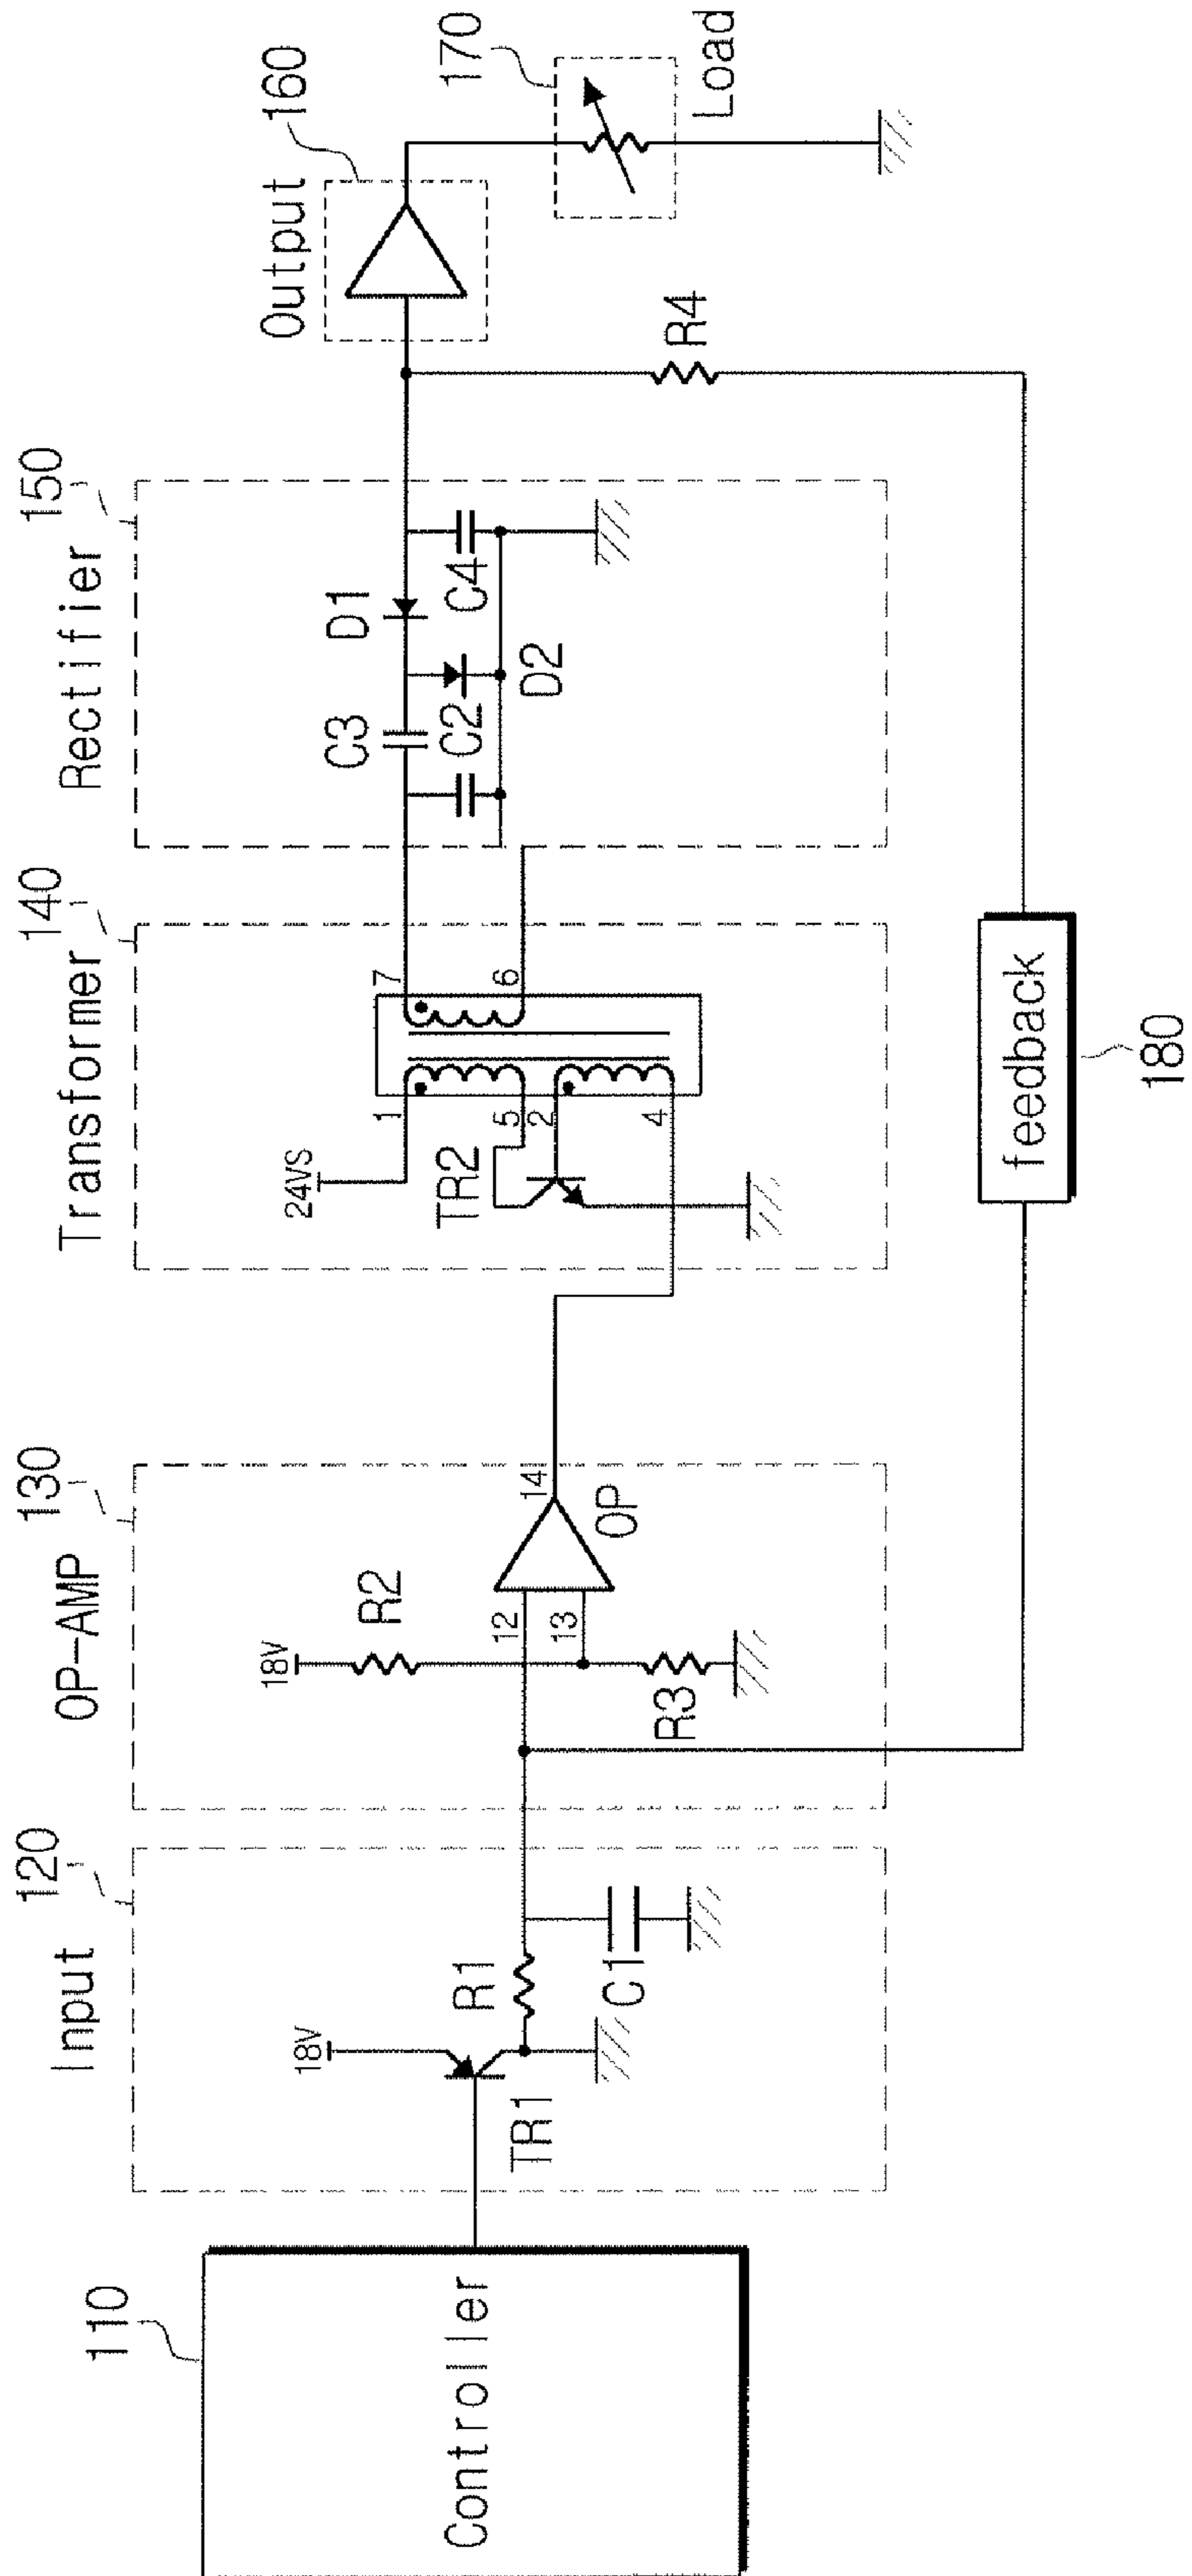 110
Controller
Input
120
18V
TR1
R1
C1
OP-AMP
130
18V
R2
R3
12
13
14
OP
Transformer
140
24VS
TR2
1
5
2
4
7
6
Rectifier
150
C3
C2
D1
D2
C4
Output
160
170
Load
R4
feedback
180